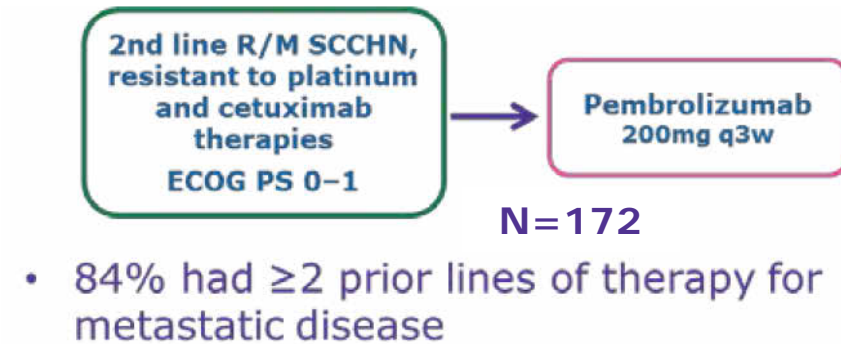 2nd line R/M SCCHN,
resistant to platinum
and cetuximab
therapies
ECOG PS 0–1
Pembrolizumab
200mg q3w
N=172
• 84% had ≥2 prior lines of therapy for
metastatic disease